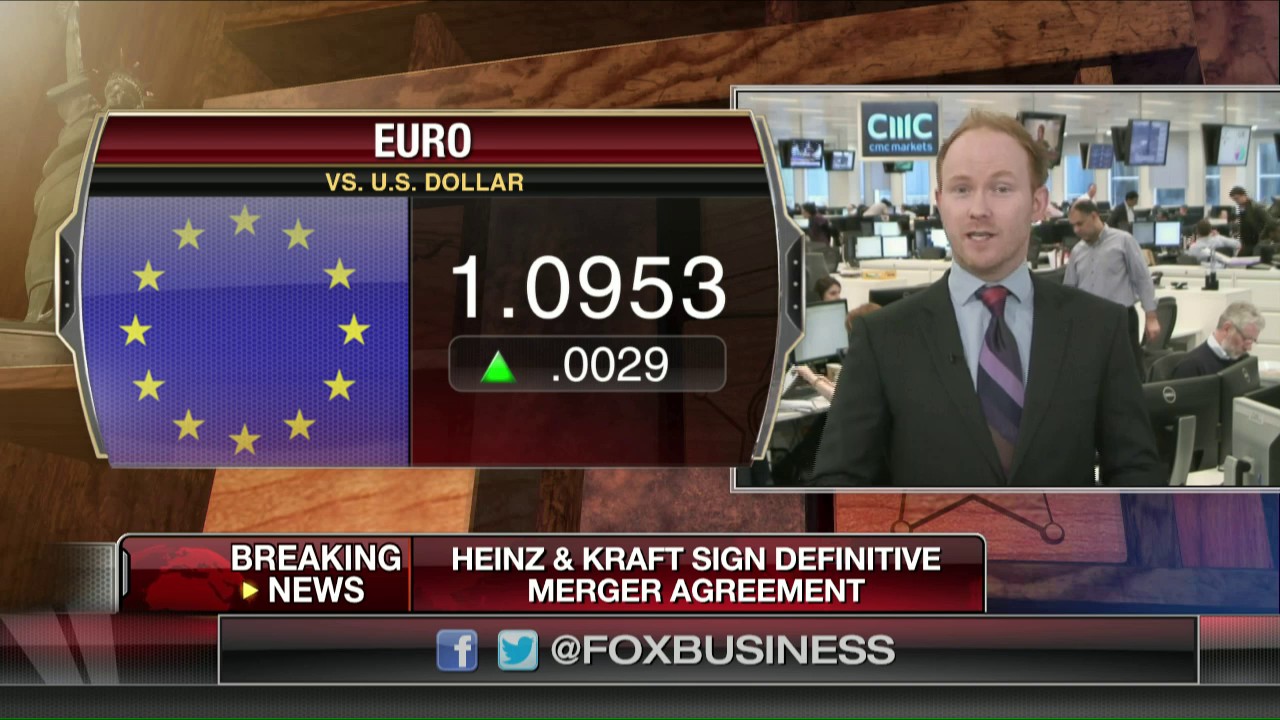 EURO
VS. U.S. DOLLAR
1.0953
.0029
CMC
cmc markets
BREAKING
NEWS
HEINZ & KRAFT SIGN DEFINITIVE
MERGER AGREEMENT
@FOXBUSINESS